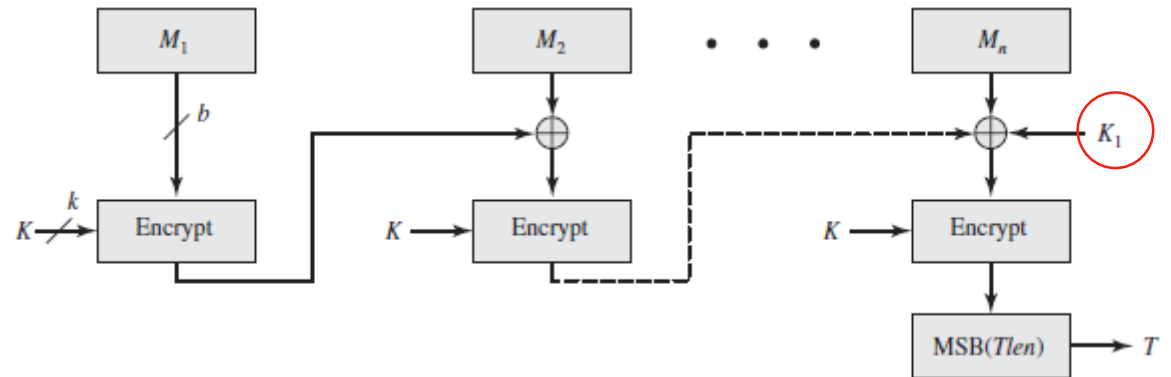 M₁ M₂ • • • Mₙ
b
K₁
k
K Encrypt K Encrypt K Encrypt
MSB(Tlen) T